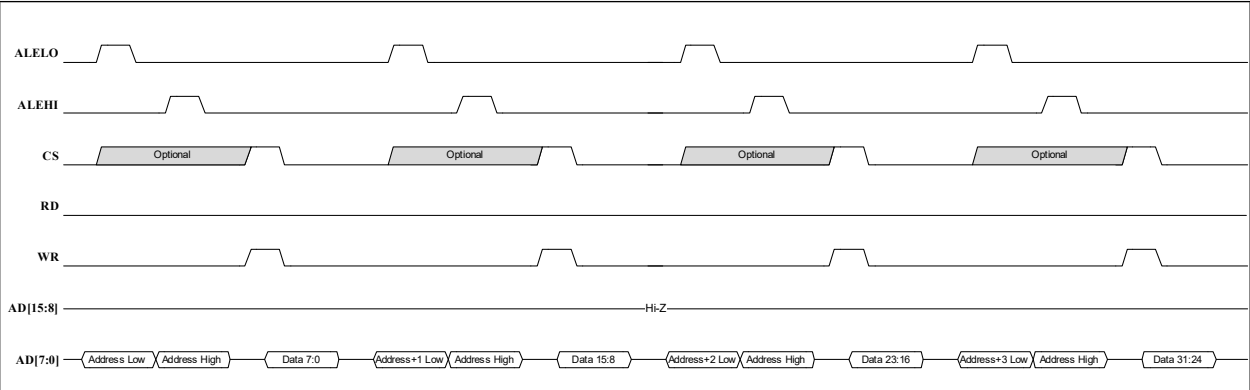 ALELO
ALEHI
CS Optional Optional Optional Optional
RD
WR
AD[15:8] Hi-Z
AD[7:0] Address Low Address High Data 7:0 Address+1 Low Address High Data 15:8 Address+2 Low Address High Data 23:16 Address+3 Low Address High Data 31:24